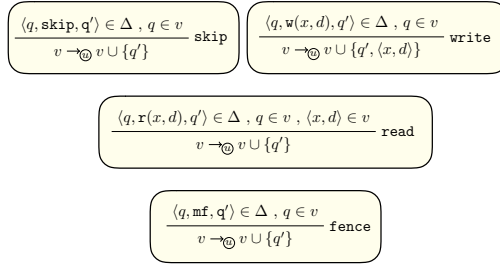 ⟨q, skip, q′⟩ ∈ Δ , q ∈ v
v →ⓤ v ∪ {q′}
skip
⟨q, w(x, d), q′⟩ ∈ Δ , q ∈ v
v →ⓤ v ∪ {q′, ⟨x, d⟩}
write
⟨q, r(x, d), q′⟩ ∈ Δ , q ∈ v , ⟨x, d⟩ ∈ v
v →ⓤ v ∪ {q′}
read
⟨q, mf, q′⟩ ∈ Δ , q ∈ v
v →ⓤ v ∪ {q′}
fence